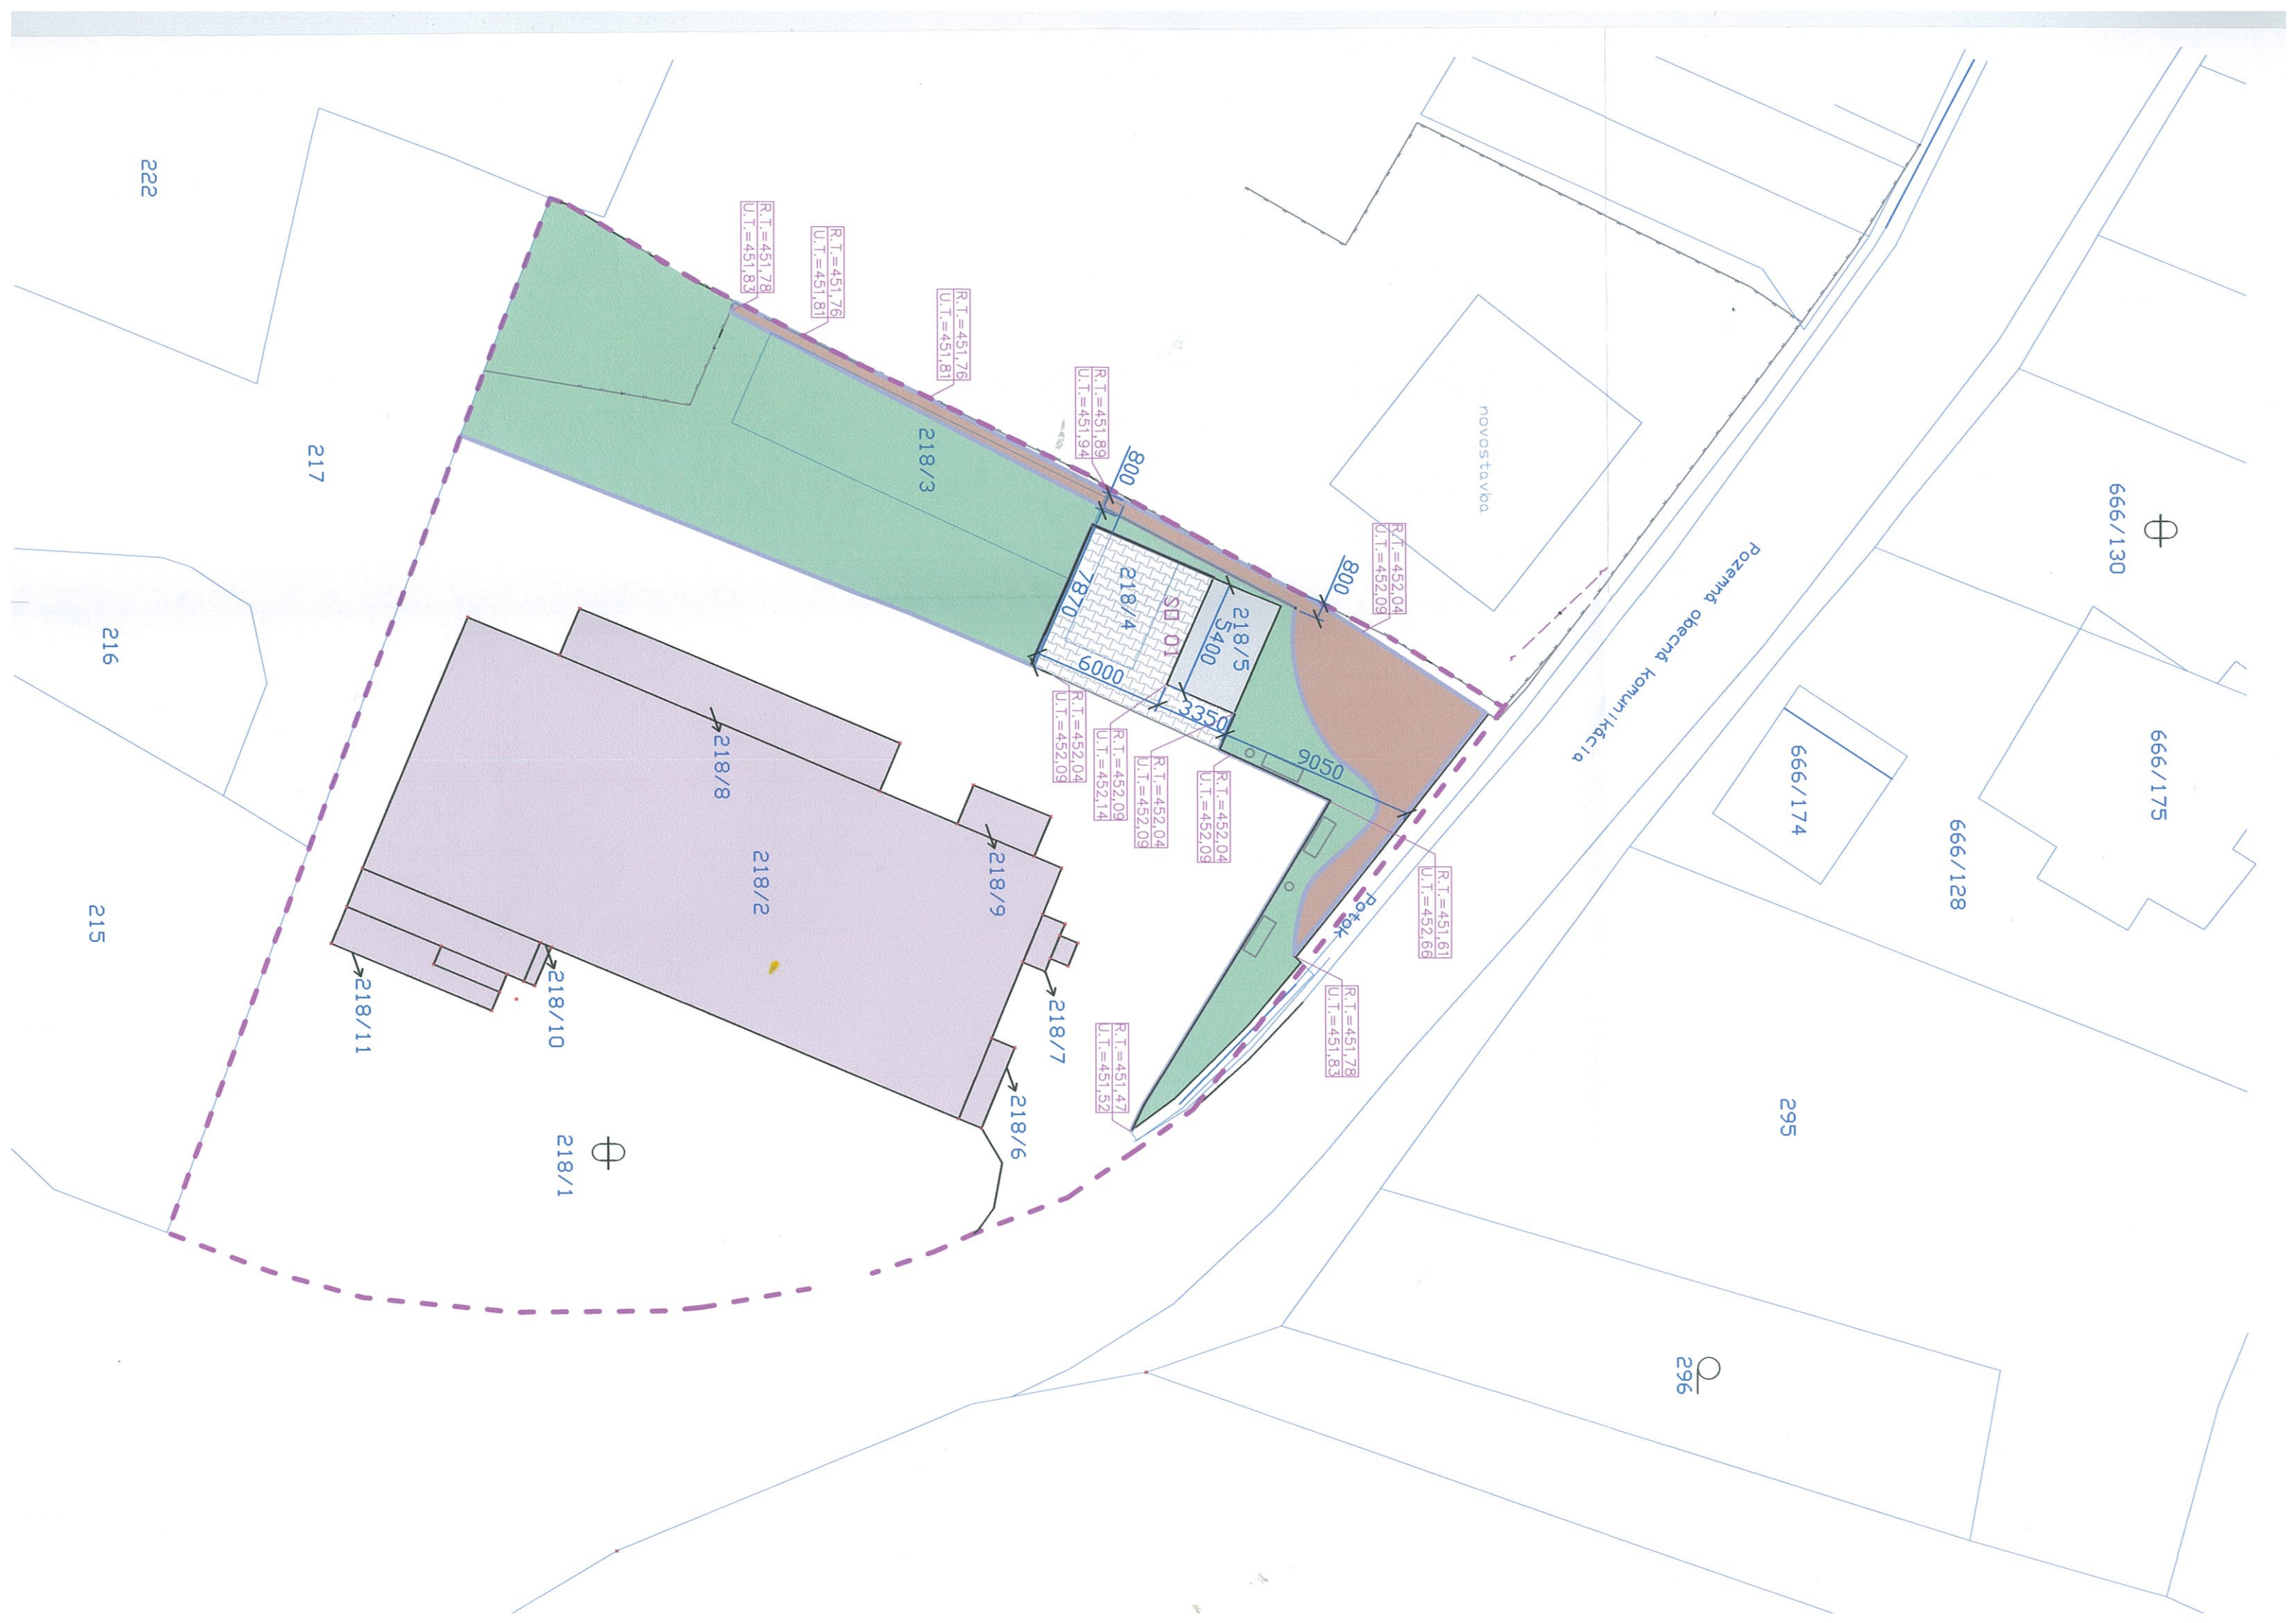 222
217
216
215
R.T.=451,78
U.T.=451,83
R.T.=451,76
U.T.=451,81
R.T.=451,76
U.T.=451,81
R.T.=451,89
U.T.=451,94
800
800
R.T.=452,04
U.T.=452,09
novostavba
Pozemná obecná komunikácia
Potok
218/3
218/4
SO 01
218/5
7870
5400
6000
3350
9050
R.T.=452,04
U.T.=452,09
R.T.=452,09
U.T.=452,14
R.T.=452,04
U.T.=452,09
R.T.=452,04
U.T.=452,09
R.T.=451,61
U.T.=452,66
R.T.=451,78
U.T.=451,83
R.T.=451,47
U.T.=451,52
218/8
218/2
218/9
218/7
218/6
218/10
218/11
218/1
666/130
666/175
666/174
666/128
295
296